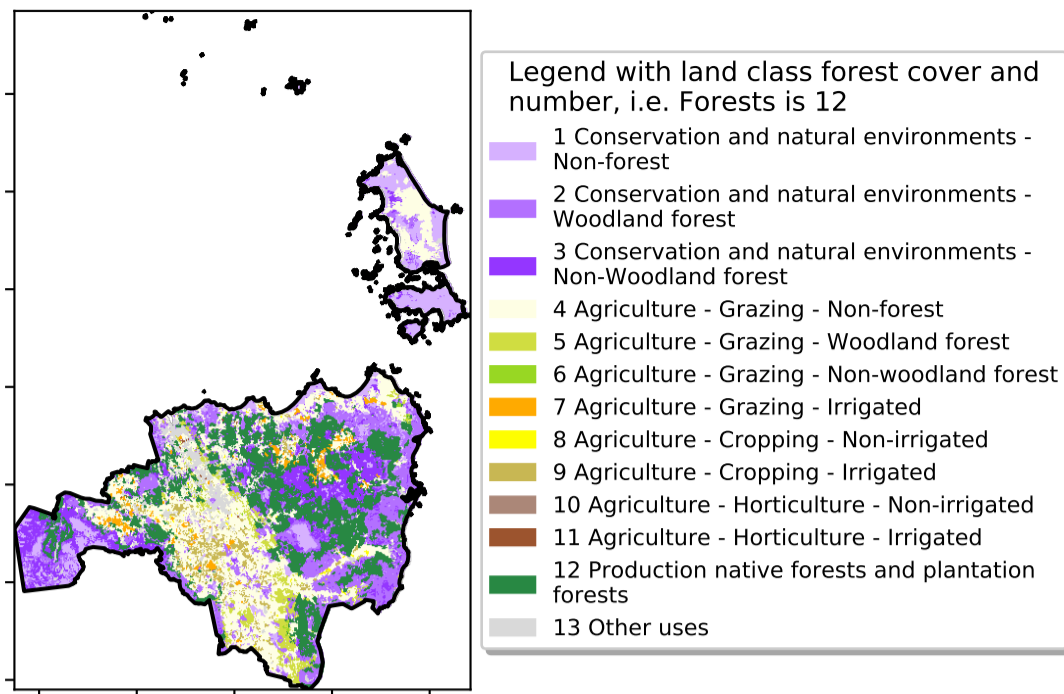 Legend with land class forest cover and
number, i.e. Forests is 12
1 Conservation and natural environments -
Non-forest
2 Conservation and natural environments -
Woodland forest
3 Conservation and natural environments -
Non-Woodland forest
4 Agriculture - Grazing - Non-forest
5 Agriculture - Grazing - Woodland forest
6 Agriculture - Grazing - Non-woodland forest
7 Agriculture - Grazing - Irrigated
8 Agriculture - Cropping - Non-irrigated
9 Agriculture - Cropping - Irrigated
10 Agriculture - Horticulture - Non-irrigated
11 Agriculture - Horticulture - Irrigated
12 Production native forests and plantation
forests
13 Other uses